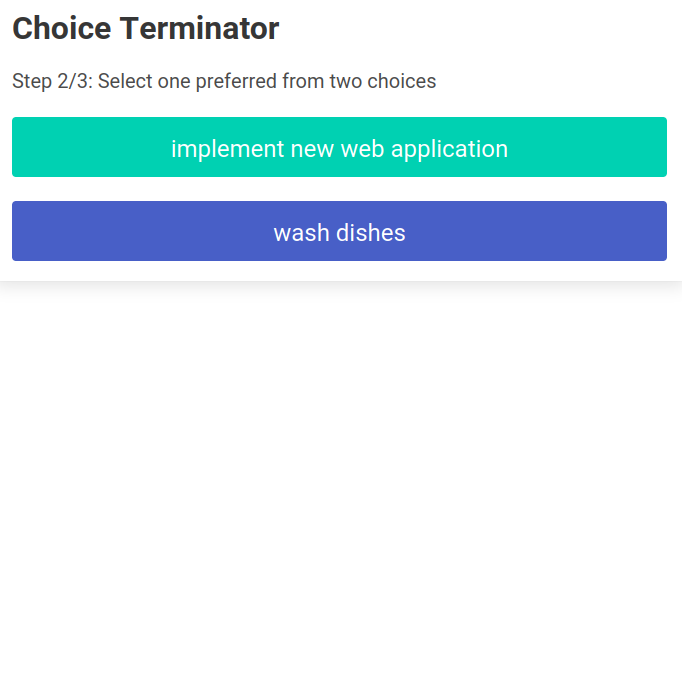 Choice Terminator
Step 2/3: Select one preferred from two choices
implement new web application
wash dishes